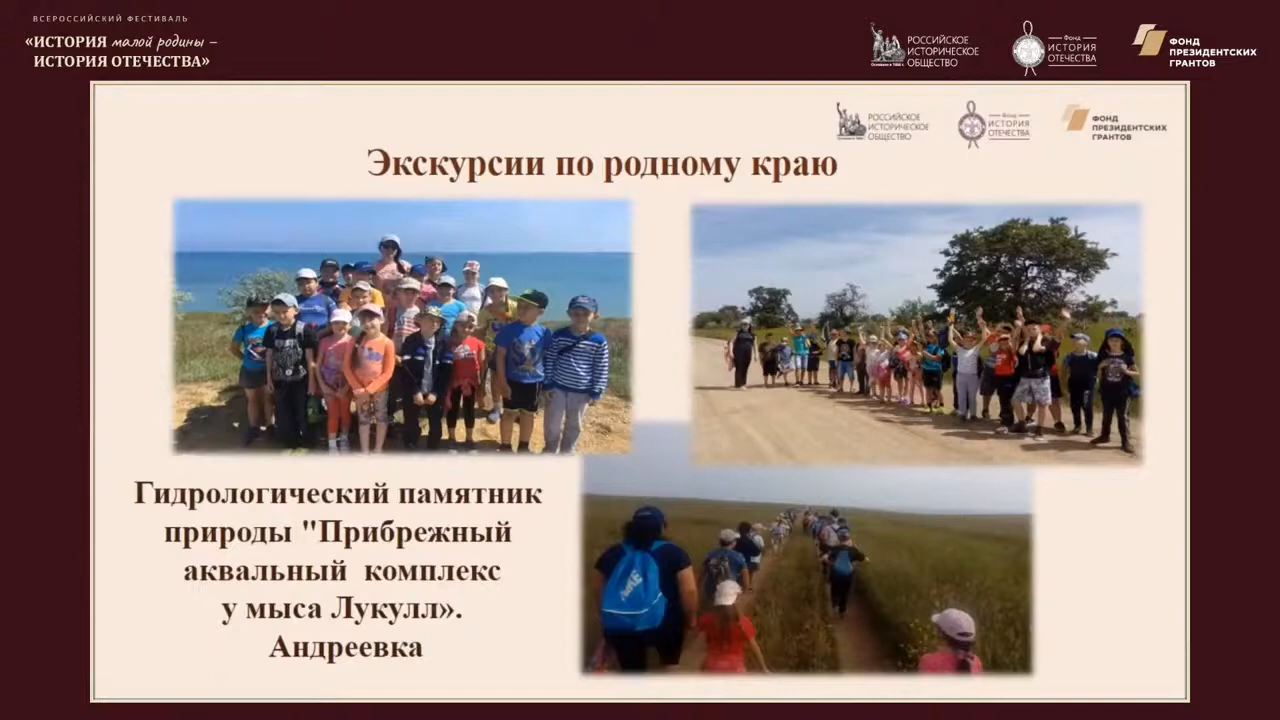 ВСЕРОССИЙСКИЙ ФЕСТИВАЛЬ
«ИСТОРИЯ малой родины –
ИСТОРИЯ ОТЕЧЕСТВА»
РОССИЙСКОЕ
ИСТОРИЧЕСКОЕ
ОБЩЕСТВО
Фонд
ИСТОРИЯ
ОТЕЧЕСТВА
ФОНД
ПРЕЗИДЕНТСКИХ
ГРАНТОВ
РОССИЙСКОЕ
ИСТОРИЧЕСКОЕ
ОБЩЕСТВО
Фонд
ИСТОРИЯ
ОТЕЧЕСТВА
ФОНД
ПРЕЗИДЕНТСКИХ
ГРАНТОВ
Экскурсии по родному краю
Гидрологический памятник
природы "Прибрежный
аквальный комплекс
у мыса Лукулл».
Андреевка